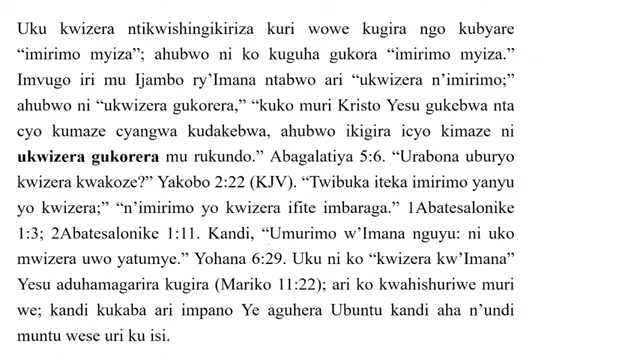 Uku kwizera ntikwishingikiriza kuri wowe kugira ngo kubyare
“imirimo myiza”; ahubwo ni ko kuguha gukora “imirimo myiza.”
Imvugo iri mu Ijambo ry’Imana ntabwo ari “ukwizera n’imirimo;”
ahubwo ni “ukwizera gukorera,” “kuko muri Kristo Yesu gukebwa nta
cyo kumaze cyangwa kudakebwa, ahubwo ikigira icyo kimaze ni
ukwizera gukorera mu rukundo.” Abagalatiya 5:6. “Urabona uburyo
kwizera kwakoze?” Yakobo 2:22 (KJV). “Twibuka iteka imirimo yanyu
yo kwizera;” “n’imirimo yo kwizera ifite imbaraga.” 1Abatesalonike
1:3; 2Abatesalonike 1:11. Kandi, “Umurimo w’Imana nguyu: ni uko
mwizera uwo yatumye.” Yohana 6:29. Uku ni ko “kwizera kw’Imana”
Yesu aduhamagarira kugira (Mariko 11:22); ari ko kwahishuriwe muri
we; kandi kukaba ari impano Ye aguhera Ubuntu kandi aha n’undi
muntu wese uri ku isi.